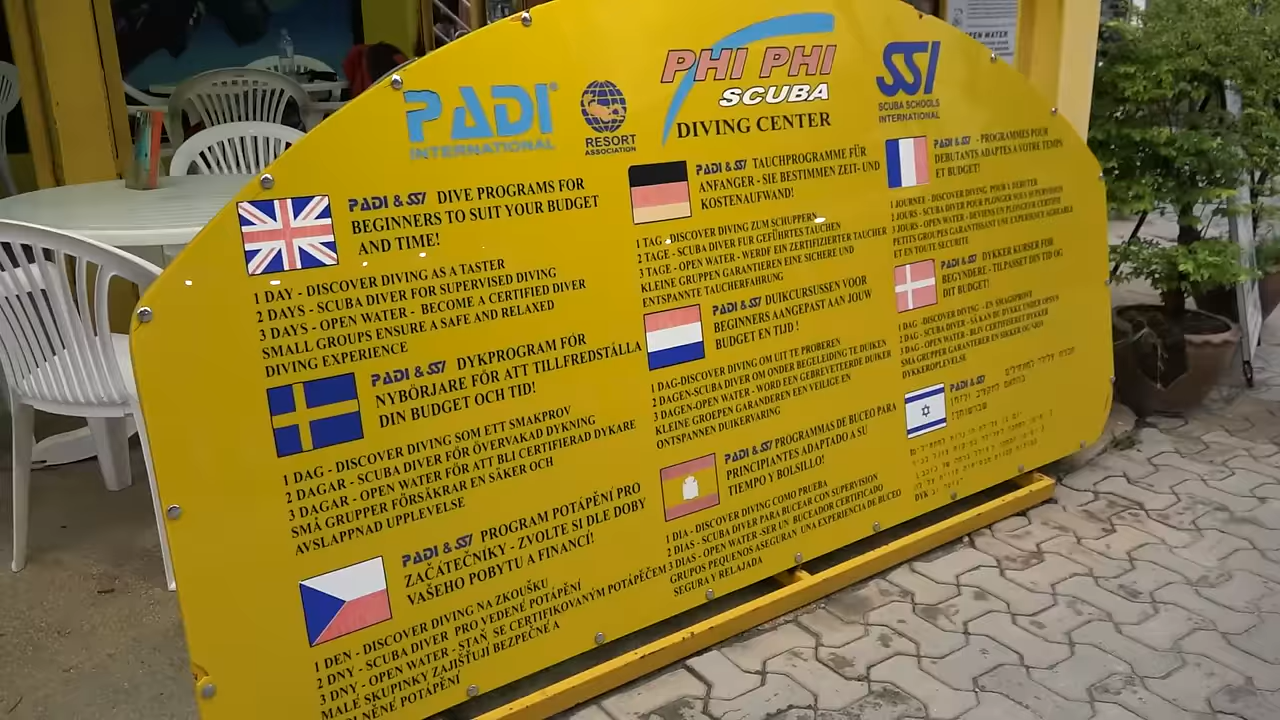 PADI
INTERNATIONAL
RESORT
ASSOCIATION
PHI PHI
SCUBA
DIVING CENTER
SSI
SCUBA SCHOOLS
INTERNATIONAL
PADI & SSI DIVE PROGRAMS FOR
BEGINNERS TO SUIT YOUR BUDGET
AND TIME!
1 DAY - DISCOVER DIVING AS A TASTER
2 DAYS - SCUBA DIVER FOR SUPERVISED DIVING
3 DAYS - OPEN WATER - BECOME A CERTIFIED DIVER
SMALL GROUPS ENSURE A SAFE AND RELAXED
DIVING EXPERIENCE
PADI & SSI DYKPROGRAM FÖR
NYBÖRJARE FÖR ATT TILLFREDSTÄLLA
DIN BUDGET OCH TID!
1 DAG - DISCOVER DIVING SOM ETT SMAKPROV
2 DAGAR - SCUBA DIVER FÖR ÖVERVAKAD DYKNING
3 DAGAR - OPEN WATER FÖR ATT BLI CERTIFIERAD DYKARE
SMÅ GRUPPER FÖRSÄKRAR EN SÄKER OCH
AVSLAPPNAD UPPLEVELSE
PADI & SSI PROGRAM POTÁPĚNÍ PRO
ZAČÁTEČNÍKY - ZVOLTE SI DLE DOBY
VAŠEHO POBYTU A FINANCÍ!
1 DEN - DISCOVER DIVING NA ZKOUŠKU
2 DNY - SCUBA DIVER PRO VEDENÉ POTÁPĚNÍ
3 DNY - OPEN WATER - STAŇ SE CERTIFIKOVANÝM POTÁPĚČEM
MALÉ SKUPINKY ZAJIŠŤUJÍ BEZPEČNÉ A
POTÁPĚNÍ
PADI & SSI TAUCHPROGRAMME FÜR
ANFANGER - SIE BESTIMMEN ZEIT- UND
KOSTENAUFWAND!
1 TAG - DISCOVER DIVING ZUM SCHUPPERN
2 TAGE - SCUBA DIVER FUR GEFÜHRTES TAUCHEN
3 TAGE - OPEN WATER - WERDE EIN ZERTIFIZIERTER TAUCHER
KLEINE GRUPPEN GARANTIEREN EINE SICHERE UND
ENTSPANNTE TAUCHERFAHRUNG
PADI & SSI DUIKCURSUSSEN VOOR
BEGINNERS AANGEPAST AAN JOUW
BUDGET EN TIJD !
1 DAG-DISCOVER DIVING OM UIT TE PROBEREN
2 DAGEN-SCUBA DIVER OM ONDER BEGELEIDING TE DUIKEN
3 DAGEN-OPEN WATER - WORD EEN GEBREVETEERDE DUIKER
KLEINE GROEPEN GARANDEREN EEN VEILIGE EN
ONTSPANNEN DUIKERVARING
PADI & SSI PROGRAMMAS DE BUCEO PARA
PRINCIPIANTES ADAPTADO A SU
TIEMPO Y BOLSILLO!
1 DIA - DISCOVER DIVING COMO PRUEBA
2 DIAS - SCUBA DIVER PARA BUCEAR CON SUPERVISION
3 DIAS - OPEN WATER -SER UN BUCEADOR CERTIFICADO
GRUPOS PEQUENOS ASEGURAN UNA EXPERIENCIA DE BUCEO
SEGURA Y RELAJADA
PADI & SSI - PROGRAMMES POUR
DEBUTANTS ADAPTES A VOTRE TEMPS
ET BUDGET!
1 JOURNEE - DISCOVER DIVING POUR
2 JOURS - SCUBA DIVER POUR PLONGER SOUS SUPERVISION
3 JOURS - OPEN WATER - DEVIENS UN PLONGEUR CERTIFIE
PETITS GROUPES GARANTISSANT UNE EXPERIENCE AGREABLE
ET EN TOUTE SECURITE
PADI & SSI DYKKER KURSER FOR
BEGYNDERE - TILPASSET DIN TID OG
DIT BUDGET!
1 DAG - DISCOVER DIVING - EN SMAGSPROVE
2 DAG - SCUBA DIVER - SÅ KAN DU DYKKE UNDER OPSYN
3 DAG - OPEN WATER - BLIV CERTIFICERET DYKKER
SMÅ GRUPPER GARANTERER EN SIKKER OG
DYKKEROPLEVELSE
PADI & SSI
DYK
OPEN WATER